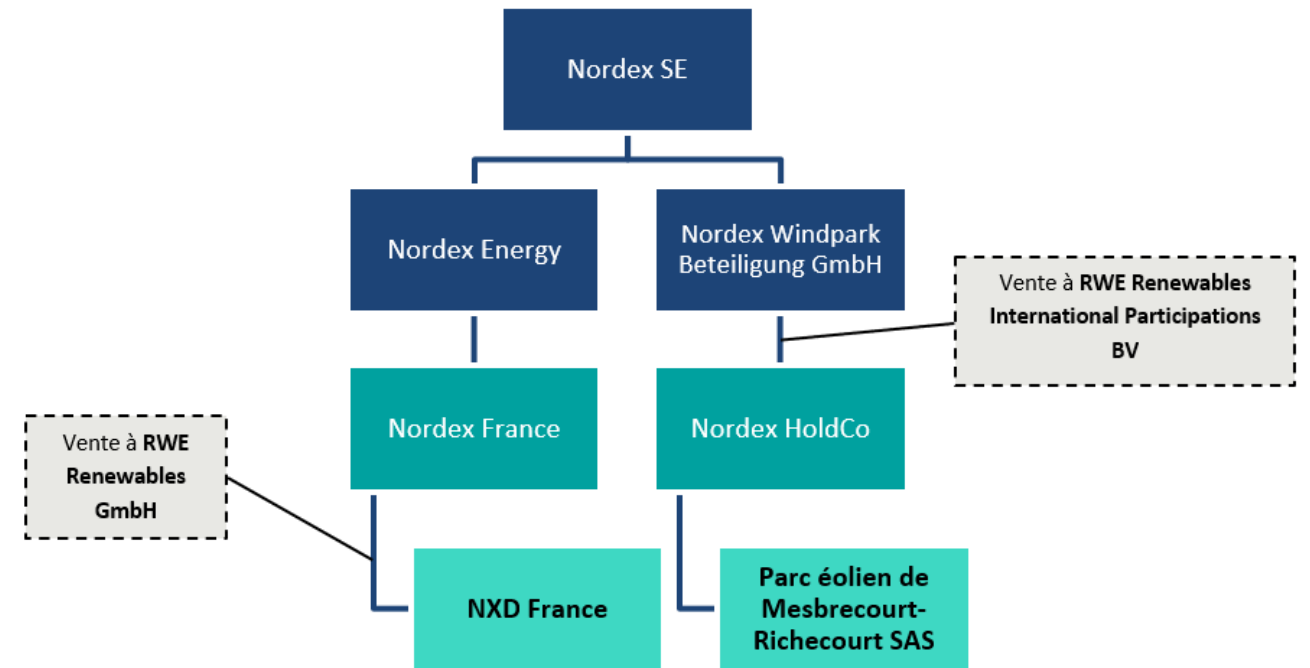 Nordex SE
Nordex Energy
Nordex Windpark
Beteiligung GmbH
Vente à RWE Renewables
International Participations
BV
Nordex France
Nordex HoldCo
Vente à RWE
Renewables
GmbH
NXD France
Parc éolien de
Mesbrecourt-
Richecourt SAS